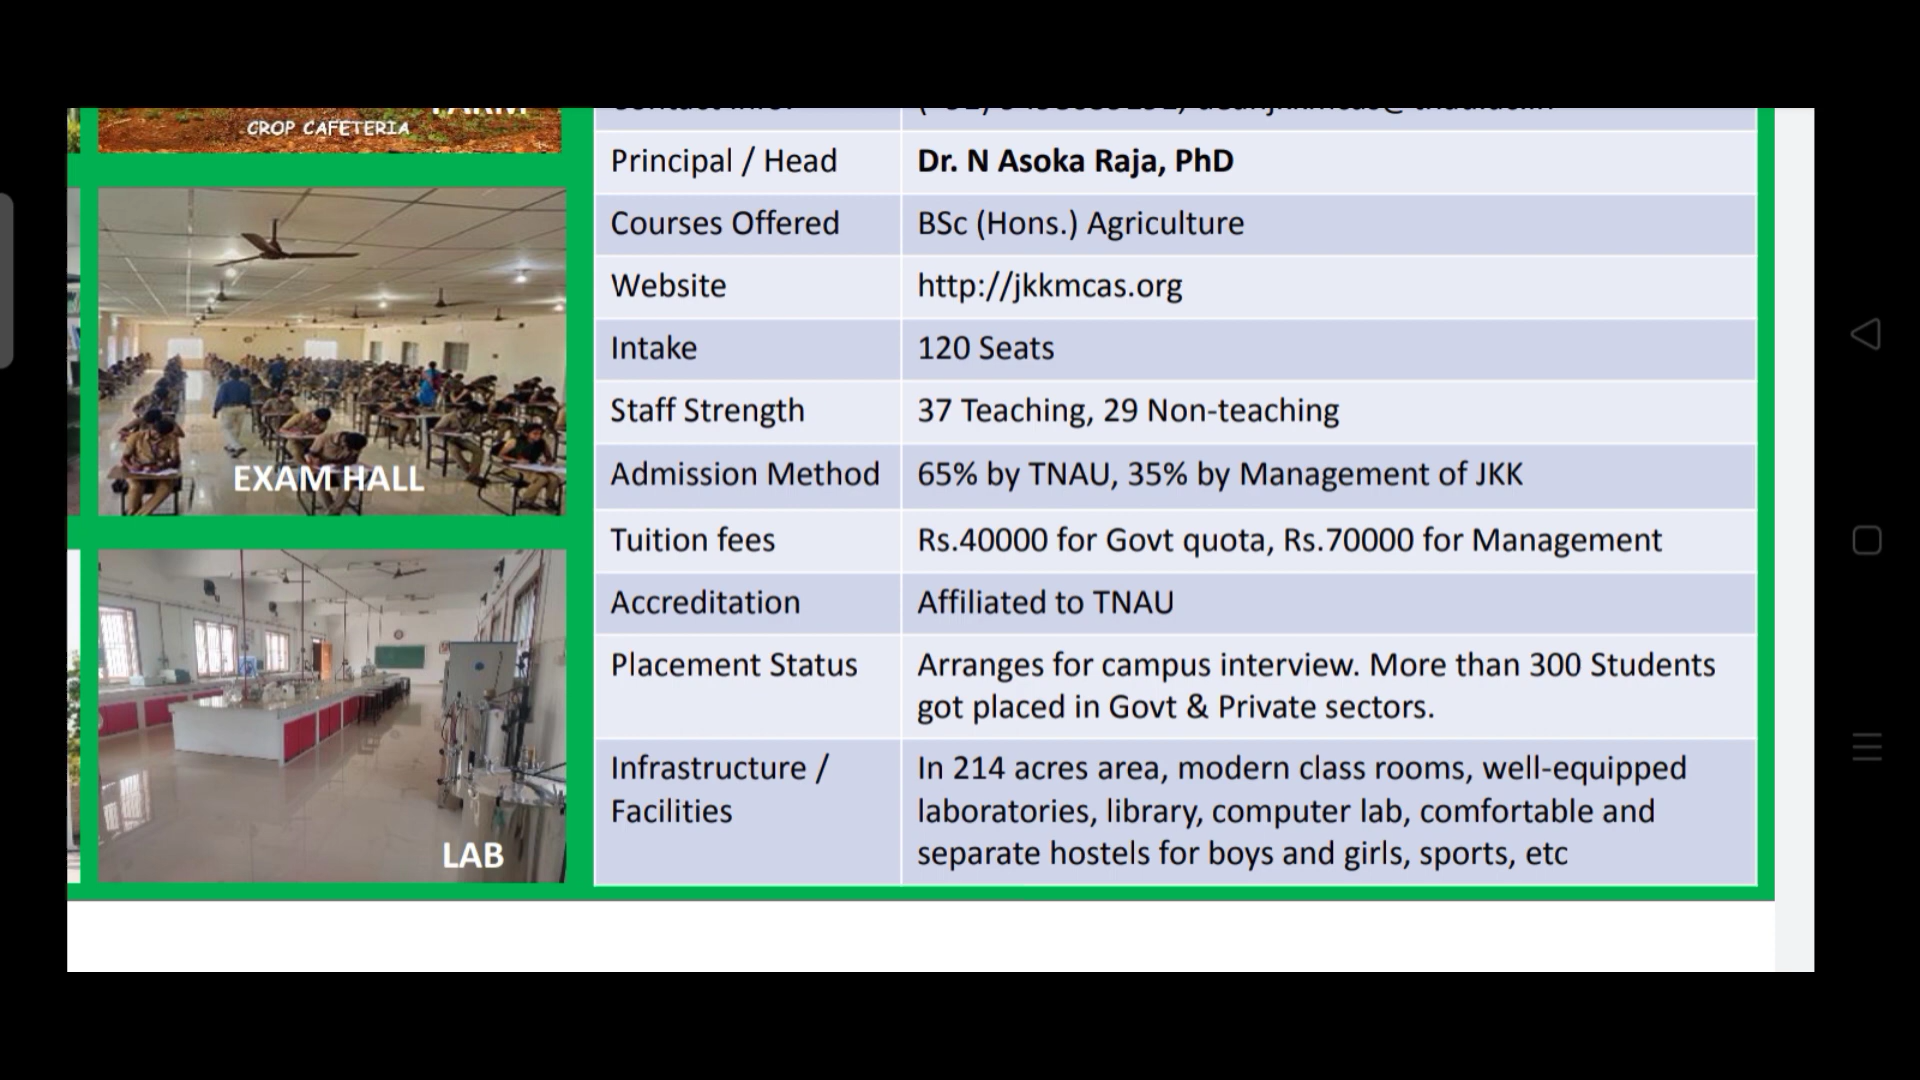 CROP CAFETERIA
EXAM HALL
LAB
Principal / Head
Dr. N Asoka Raja, PhD
Courses Offered
BSc (Hons.) Agriculture
Website
http://jkkmcas.org
Intake
120 Seats
Staff Strength
37 Teaching, 29 Non-teaching
Admission Method
65% by TNAU, 35% by Management of JKK
Tuition fees
Rs.40000 for Govt quota, Rs.70000 for Management
Accreditation
Affiliated to TNAU
Placement Status
Arranges for campus interview. More than 300 Students
got placed in Govt & Private sectors.
Infrastructure /
Facilities
In 214 acres area, modern class rooms, well-equipped
laboratories, library, computer lab, comfortable and
separate hostels for boys and girls, sports, etc